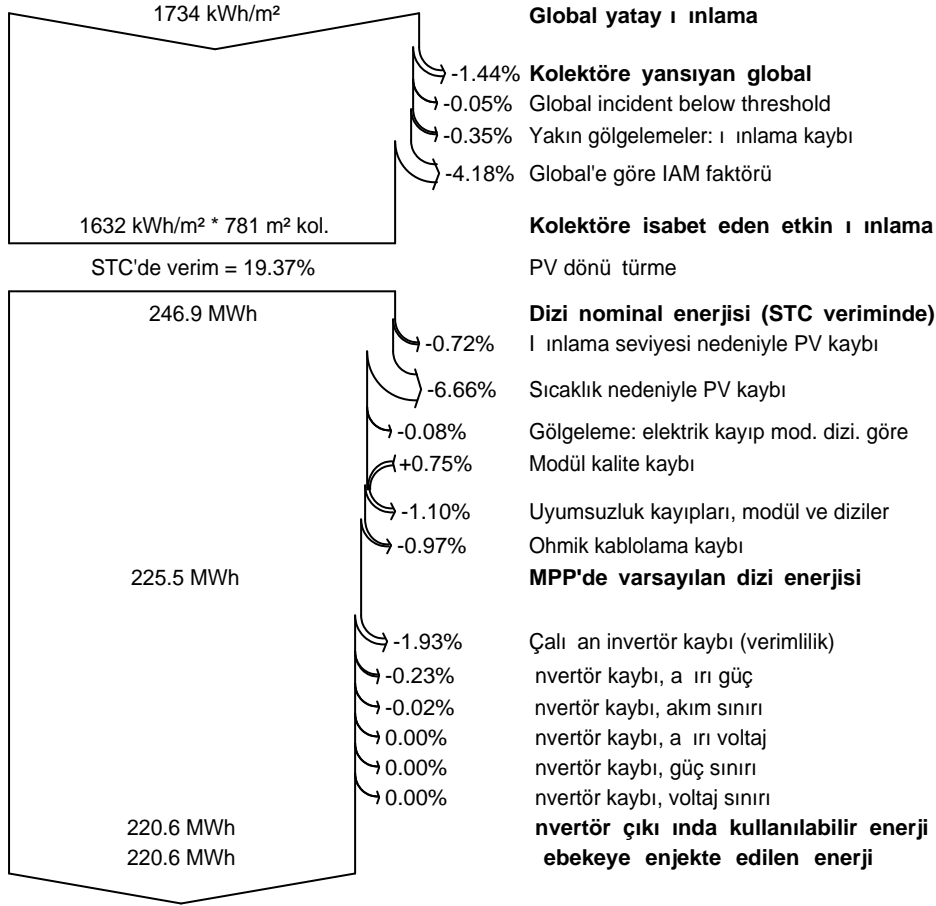 1734 kWh/m² Global yatay ı ınlama
-1.44% Kolektöre yansıyan global
-0.05% Global incident below threshold
-0.35% Yakın gölgelemeler: ı ınlama kaybı
-4.18% Global'e göre IAM faktörü
1632 kWh/m² * 781 m² kol. Kolektöre isabet eden etkin ı ınlama
STC'de verim = 19.37% PV dönü türme
246.9 MWh Dizi nominal enerjisi (STC veriminde)
-0.72% I ınlama seviyesi nedeniyle PV kaybı
-6.66% Sıcaklık nedeniyle PV kaybı
-0.08% Gölgeleme: elektrik kayıp mod. dizi. göre
+0.75% Modül kalite kaybı
-1.10% Uyumsuzluk kayıpları, modül ve diziler
-0.97% Ohmik kablolama kaybı
225.5 MWh MPP'de varsayılan dizi enerjisi
-1.93% Çalı an invertör kaybı (verimlilik)
-0.23% nvertör kaybı, a ırı güç
-0.02% nvertör kaybı, akım sınırı
0.00% nvertör kaybı, a ırı voltaj
0.00% nvertör kaybı, güç sınırı
0.00% nvertör kaybı, voltaj sınırı
220.6 MWh nvertör çıkı ında kullanılabilir enerji
220.6 MWh ebekeye enjekte edilen enerji